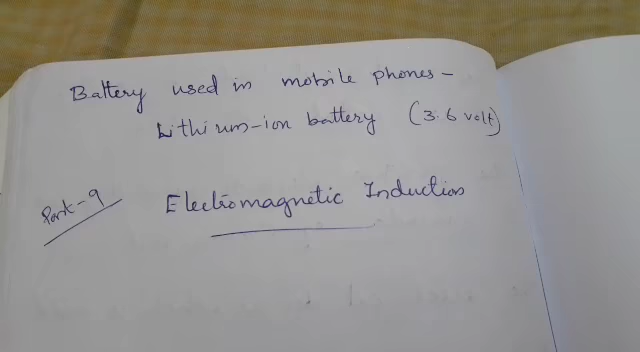 Battery used in mobile phones -
Lithium-ion battery (3.6 volt)
Part-9 Electromagnetic Induction